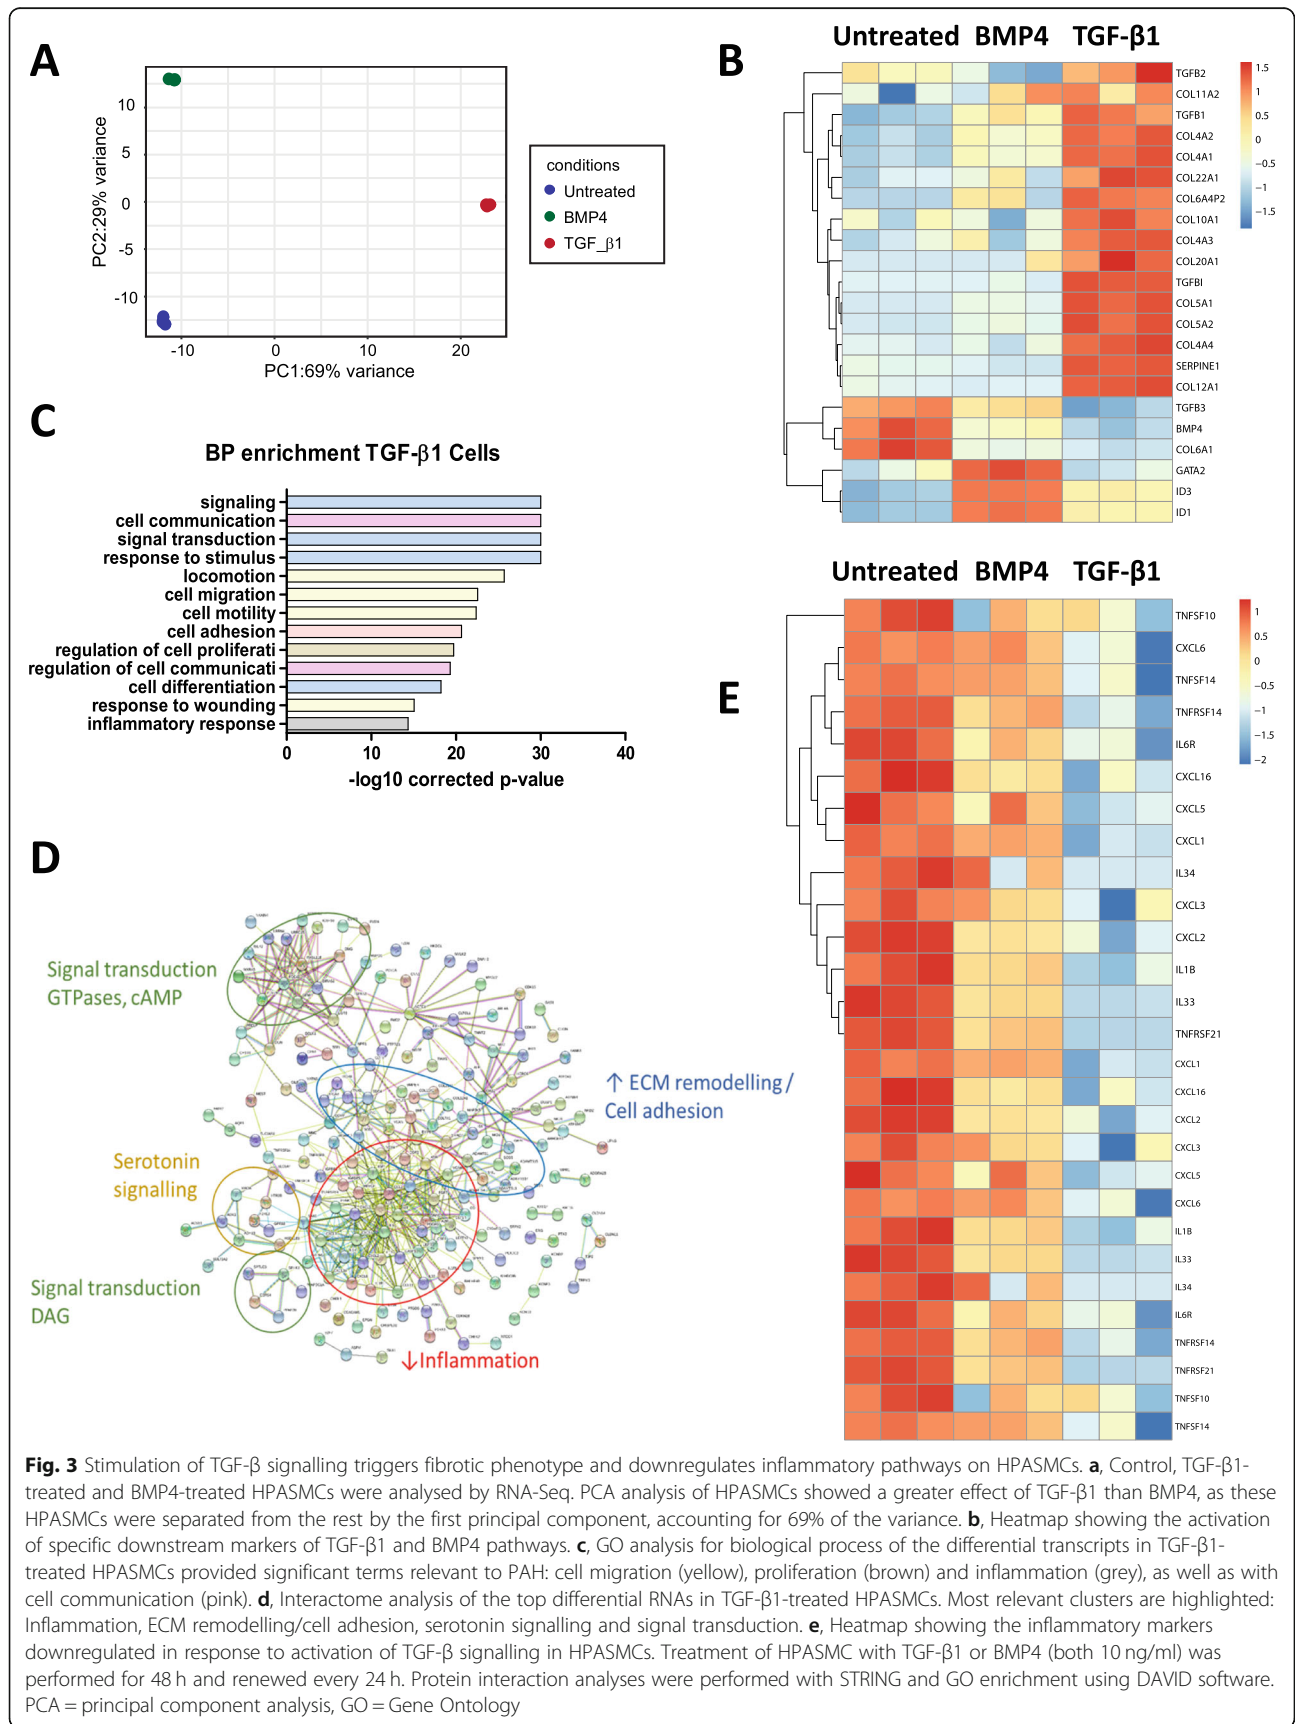 A
10
5
0
-5
-10
PC2:29% variance
-10
0
10
20
PC1:69% variance
conditions
Untreated
BMP4
TGF_β1
B
Untreated BMP4 TGF-β1
TGFB2
COL11A2
TGFB1
COL4A2
COL4A1
COL22A1
COL6A4P2
COL10A1
COL4A3
COL20A1
TGFBI
COL5A1
COL5A2
COL4A4
SERPINE1
COL12A1
TGFB3
BMP4
COL6A1
GATA2
ID3
ID1
1.5
1
0.5
0
−0.5
−1
−1.5
C
BP enrichment TGF-β1 Cells
signaling
cell communication
signal transduction
response to stimulus
locomotion
cell migration
cell motility
cell adhesion
regulation of cell proliferati
regulation of cell communicati
cell differentiation
response to wounding
inflammatory response
0
10
20
30
40
-log10 corrected p-value
D
Signal transduction
GTPases, cAMP
↑ ECM remodelling/
Cell adhesion
Serotonin
signalling
Signal transduction
DAG
↓Inflammation
E
Untreated BMP4 TGF-β1
TNFSF10
CXCL6
TNFSF14
TNFRSF14
IL6R
CXCL16
CXCL5
CXCL1
IL34
CXCL3
CXCL2
IL1B
IL33
TNFRSF21
CXCL1
CXCL16
CXCL2
CXCL3
CXCL5
CXCL6
IL1B
IL33
IL34
IL6R
TNFRSF14
TNFRSF21
TNFSF10
TNFSF14
1
0.5
0
−0.5
−1
−1.5
−2
Fig. 3 Stimulation of TGF-β signalling triggers fibrotic phenotype and downregulates inflammatory pathways on HPASMCs. a, Control, TGF-β1-
treated and BMP4-treated HPASMCs were analysed by RNA-Seq. PCA analysis of HPASMCs showed a greater effect of TGF-β1 than BMP4, as these
HPASMCs were separated from the rest by the first principal component, accounting for 69% of the variance. b, Heatmap showing the activation
of specific downstream markers of TGF-β1 and BMP4 pathways. c, GO analysis for biological process of the differential transcripts in TGF-β1-
treated HPASMCs provided significant terms relevant to PAH: cell migration (yellow), proliferation (brown) and inflammation (grey), as well as with
cell communication (pink). d, Interactome analysis of the top differential RNAs in TGF-β1-treated HPASMCs. Most relevant clusters are highlighted:
Inflammation, ECM remodelling/cell adhesion, serotonin signalling and signal transduction. e, Heatmap showing the inflammatory markers
downregulated in response to activation of TGF-β signalling in HPASMCs. Treatment of HPASMC with TGF-β1 or BMP4 (both 10 ng/ml) was
performed for 48 h and renewed every 24 h. Protein interaction analyses were performed with STRING and GO enrichment using DAVID software.
PCA = principal component analysis, GO = Gene Ontology